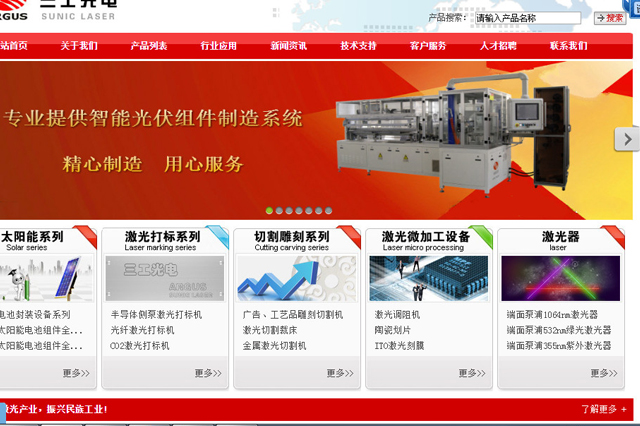 三工光电
ARGUS SUNIC LASER
产品搜索: 请输入产品名称 搜索
站首页 关于我们 产品列表 行业应用 新闻资讯 技术支持 客户服务 人才招聘 联系我们
专业提供智能光伏组件制造系统
精心制造 用心服务
太阳能系列
Solar series
电池封装设备系列
太阳能电池组件全...
太阳能电池组件全...
更多>>
激光打标系列
Laser marking series
三工光电
ARGUS
SUNIC LASER
半导体侧泵激光打标机
光纤激光打标机
CO2激光打标机
更多>>
切割雕刻系列
Cutting carving series
广告、工艺品雕刻切割机
激光切割裁床
金属激光切割机
更多>>
激光微加工设备
Laser micro processing
激光调阻机
陶瓷划片
ITO激光刻膜
更多>>
激光器
laser
端面泵浦1064nm激光器
端面泵浦532nm绿光激光器
端面泵浦355nm紫外激光器
更多>>
激光产业，振兴民族工业!
了解更多 +